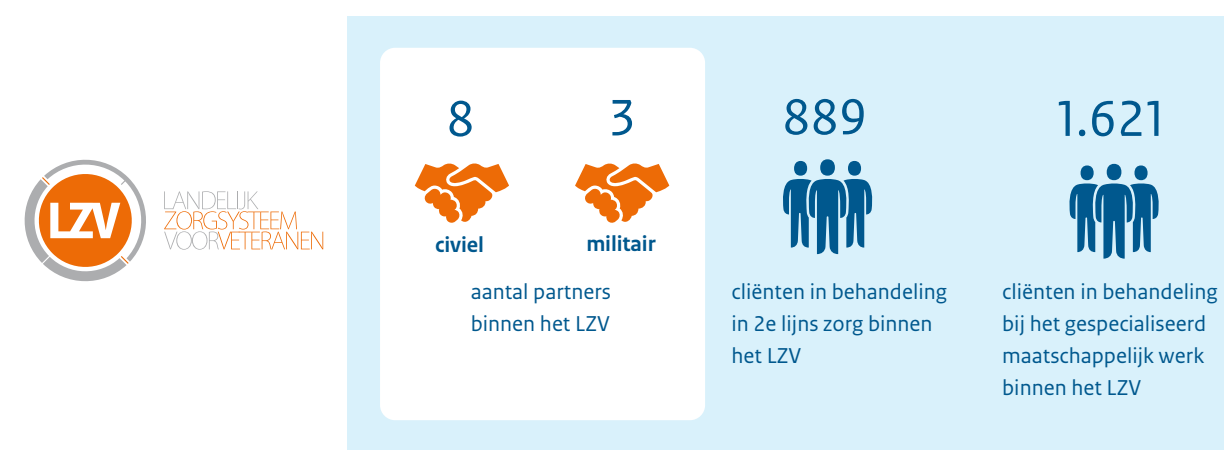 LZV
LANDELIJK
ZORGSYSTEEM
VOORVETERANEN
8
civiel
3
militair
aantal partners
binnen het LZV
889
cliënten in behandeling
in 2e lijns zorg binnen
het LZV
1.621
cliënten in behandeling
bij het gespecialiseerd
maatschappelijk werk
binnen het LZV